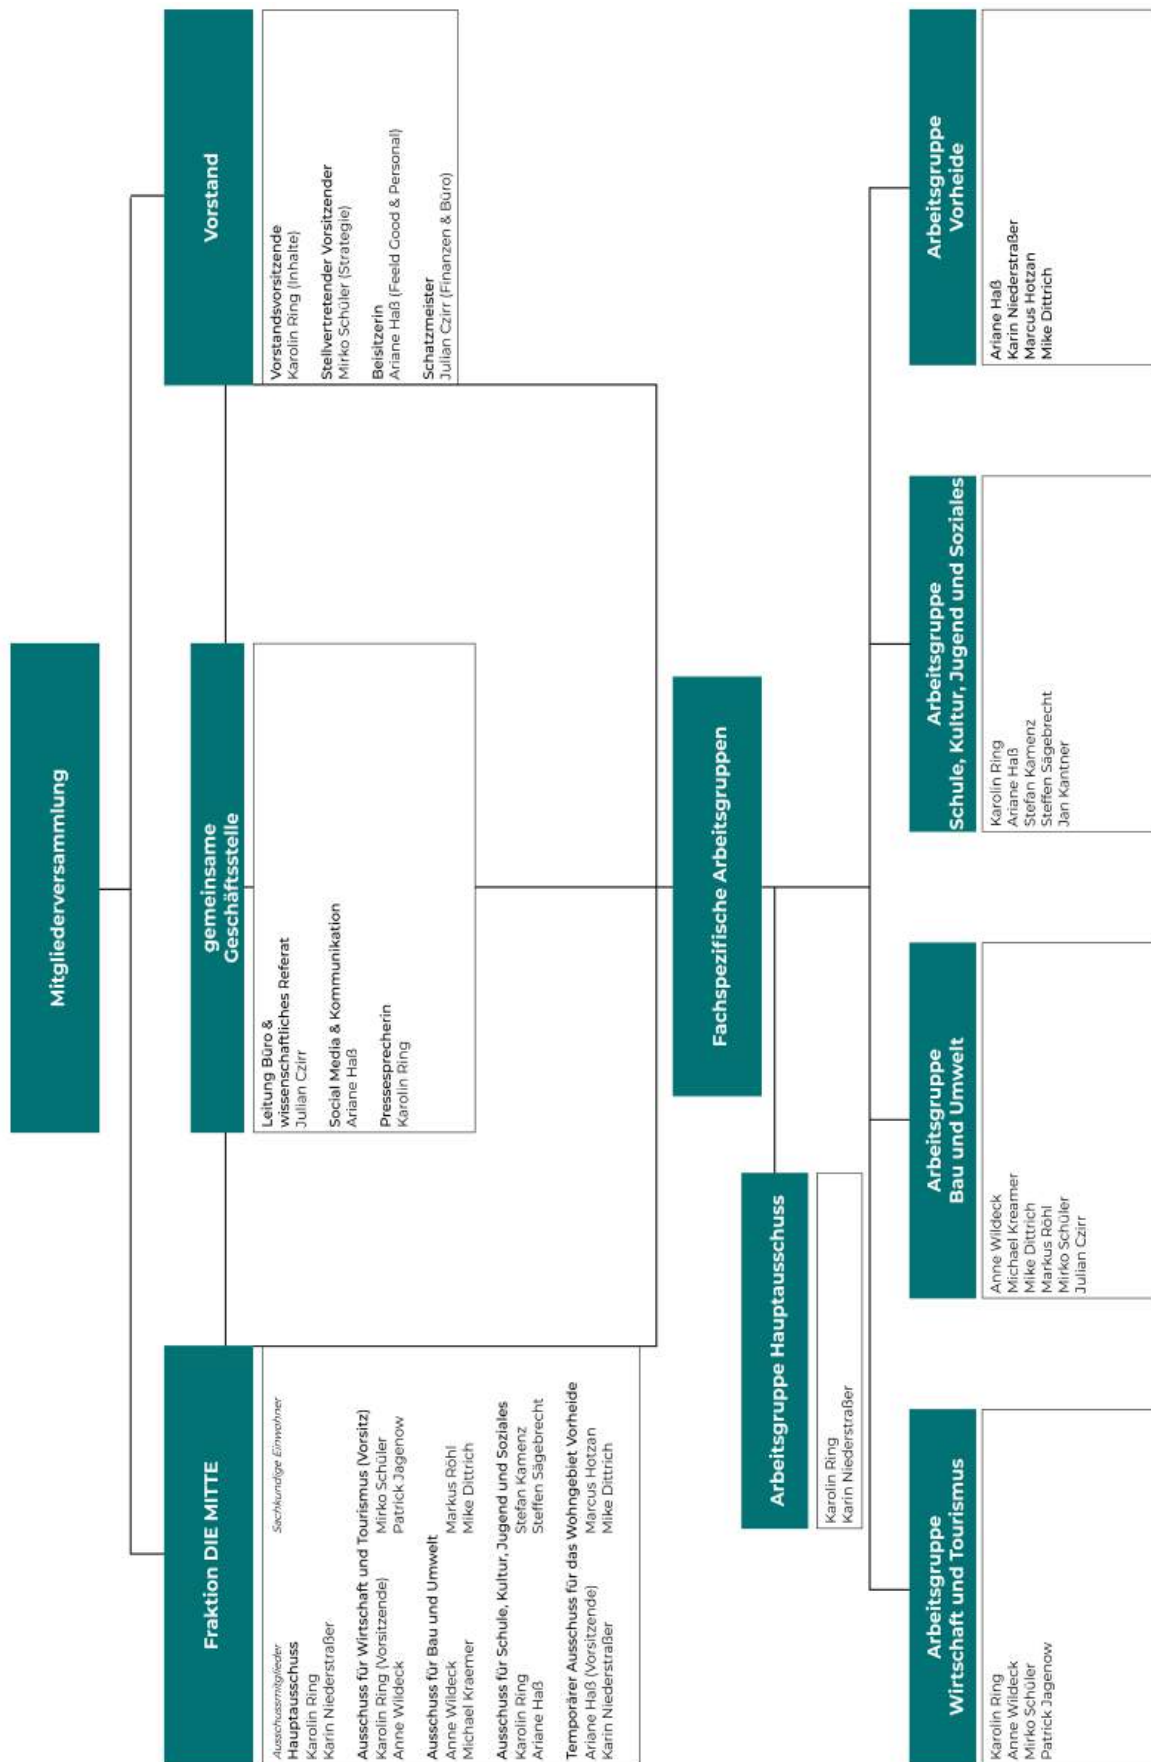 Mitgliederversammlung
Fraktion DIE MITTE
Ausschussmitglieder Sachkundige Einwohner
Hauptausschuss
Karolin Ring
Karin Niederstraßer
Ausschuss für Wirtschaft und Tourismus (Vorsitz)
Karolin Ring (Vorsitzende) Mirko Schüler
Anne Wildeck Patrick Jagenow
Ausschuss für Bau und Umwelt
Anne Wildeck Markus Röhl
Michael Kraemer Mike Dittrich
Ausschuss für Schule, Kultur, Jugend und Soziales
Karolin Ring Stefan Kamenz
Ariane Haß Steffen Sägebrecht
Temporärer Ausschuss für das Wohngebiet Vorheide
Ariane Haß (Vorsitzende) Marcus Hotzan
Karin Niederstraßer Mike Dittrich
gemeinsame
Geschäftsstelle
Leitung Büro &
wissenschaftliches Referat
Julian Czirr
Social Media & Kommunikation
Ariane Haß
Pressesprecherin
Karolin Ring
Vorstand
Vorstandsvorsitzende
Karolin Ring (Inhalte)
Stellvertretender Vorsitzender
Mirko Schüler (Strategie)
Beisitzerin
Ariane Haß (Feeld Good & Personal)
Schatzmeister
Julian Czirr (Finanzen & Büro)
Fachspezifische Arbeitsgruppen
Arbeitsgruppe Hauptausschuss
Karolin Ring
Karin Niederstraßer
Arbeitsgruppe
Wirtschaft und Tourismus
Karolin Ring
Anne Wildeck
Mirko Schüler
Patrick Jagenow
Arbeitsgruppe
Bau und Umwelt
Anne Wildeck
Michael Kreamer
Mike Dittrich
Markus Röhl
Mirko Schüler
Julian Czirr
Arbeitsgruppe
Schule, Kultur, Jugend und Soziales
Karolin Ring
Ariane Haß
Stefan Kamenz
Steffen Sägebrecht
Jan Kantner
Arbeitsgruppe
Vorheide
Ariane Haß
Karin Niederstraßer
Marcus Hotzan
Mike Dittrich